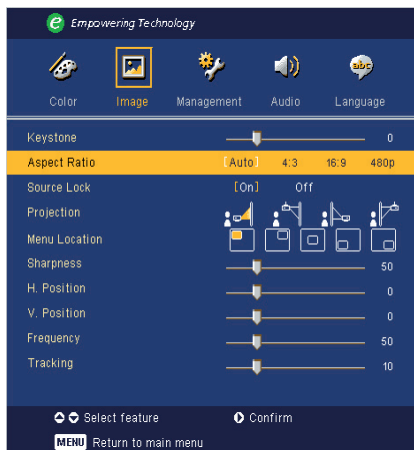 e Empowering Technology
abc
Color Image Management Audio Language
Keystone 0
Aspect Ratio [Auto] 4:3 16:9 480p
Source Lock [On] Off
Projection
Menu Location
Sharpness 50
H. Position 0
V. Position 0
Frequency 50
Tracking 10
Select feature Confirm
MENU Return to main menu